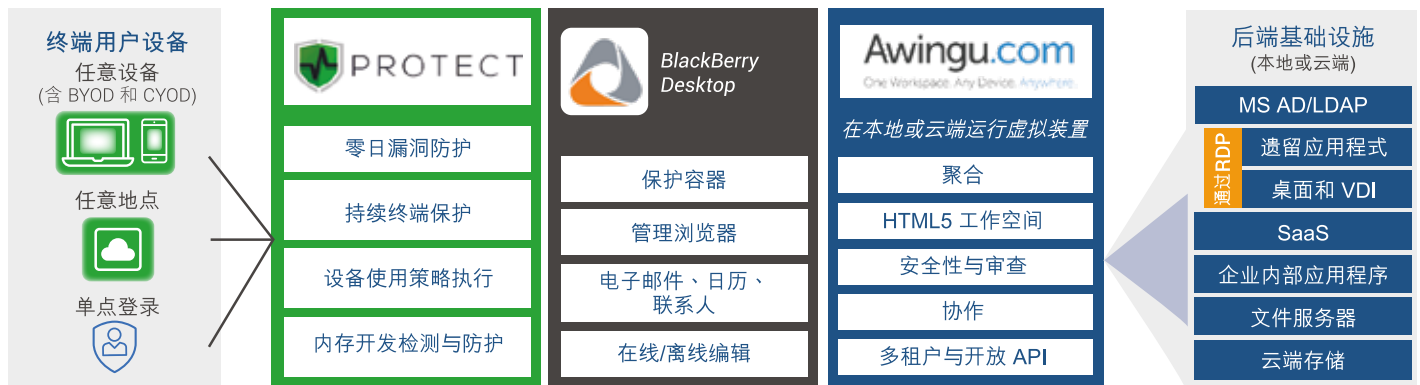 终端用户设备
任意设备
(含 BYOD 和 CYOD)
任意地点
单点登录
PROTECT
零日漏洞防护
持续终端保护
设备使用策略执行
内存开发检测与防护
BlackBerry
Desktop
保护容器
管理浏览器
电子邮件、日历、
联系人
在线/离线编辑
Awingu.com
One Workspace. Any Device. Anywhere.
在本地或云端运行虚拟装置
聚合
HTML5 工作空间
安全性与审查
协作
多租户与开放 API
后端基础设施
(本地或云端)
MS AD/LDAP
通过RDP
遗留应用程式
桌面和 VDI
SaaS
企业内部应用程序
文件服务器
云端存储